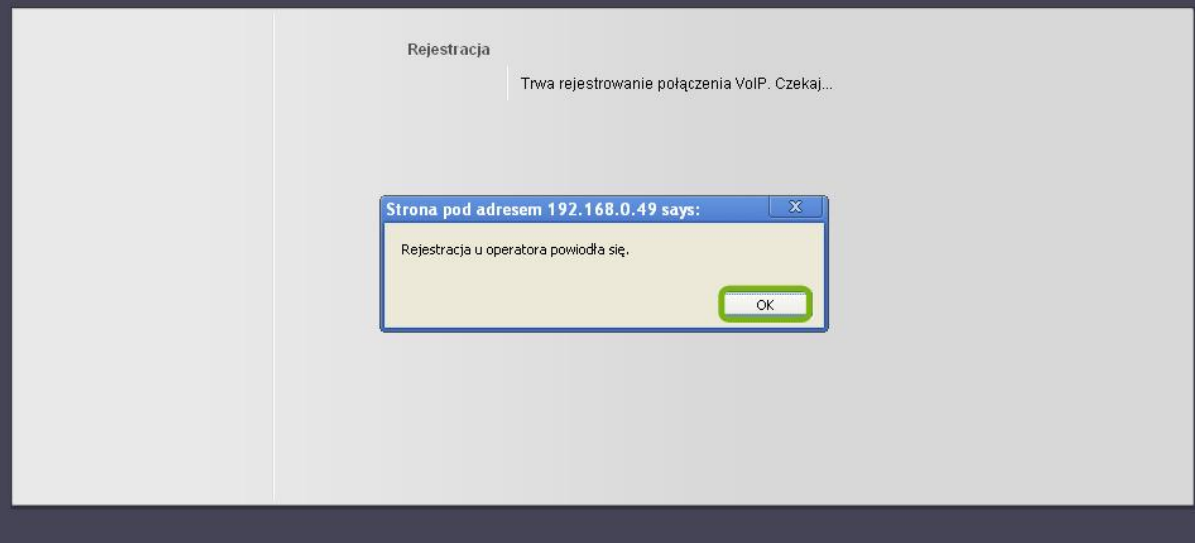 Rejestracja
Trwa rejestrowanie połączenia VoIP. Czekaj...
Strona pod adresem 192.168.0.49 says:
X
Rejestracja u operatora powiodła się.
OK